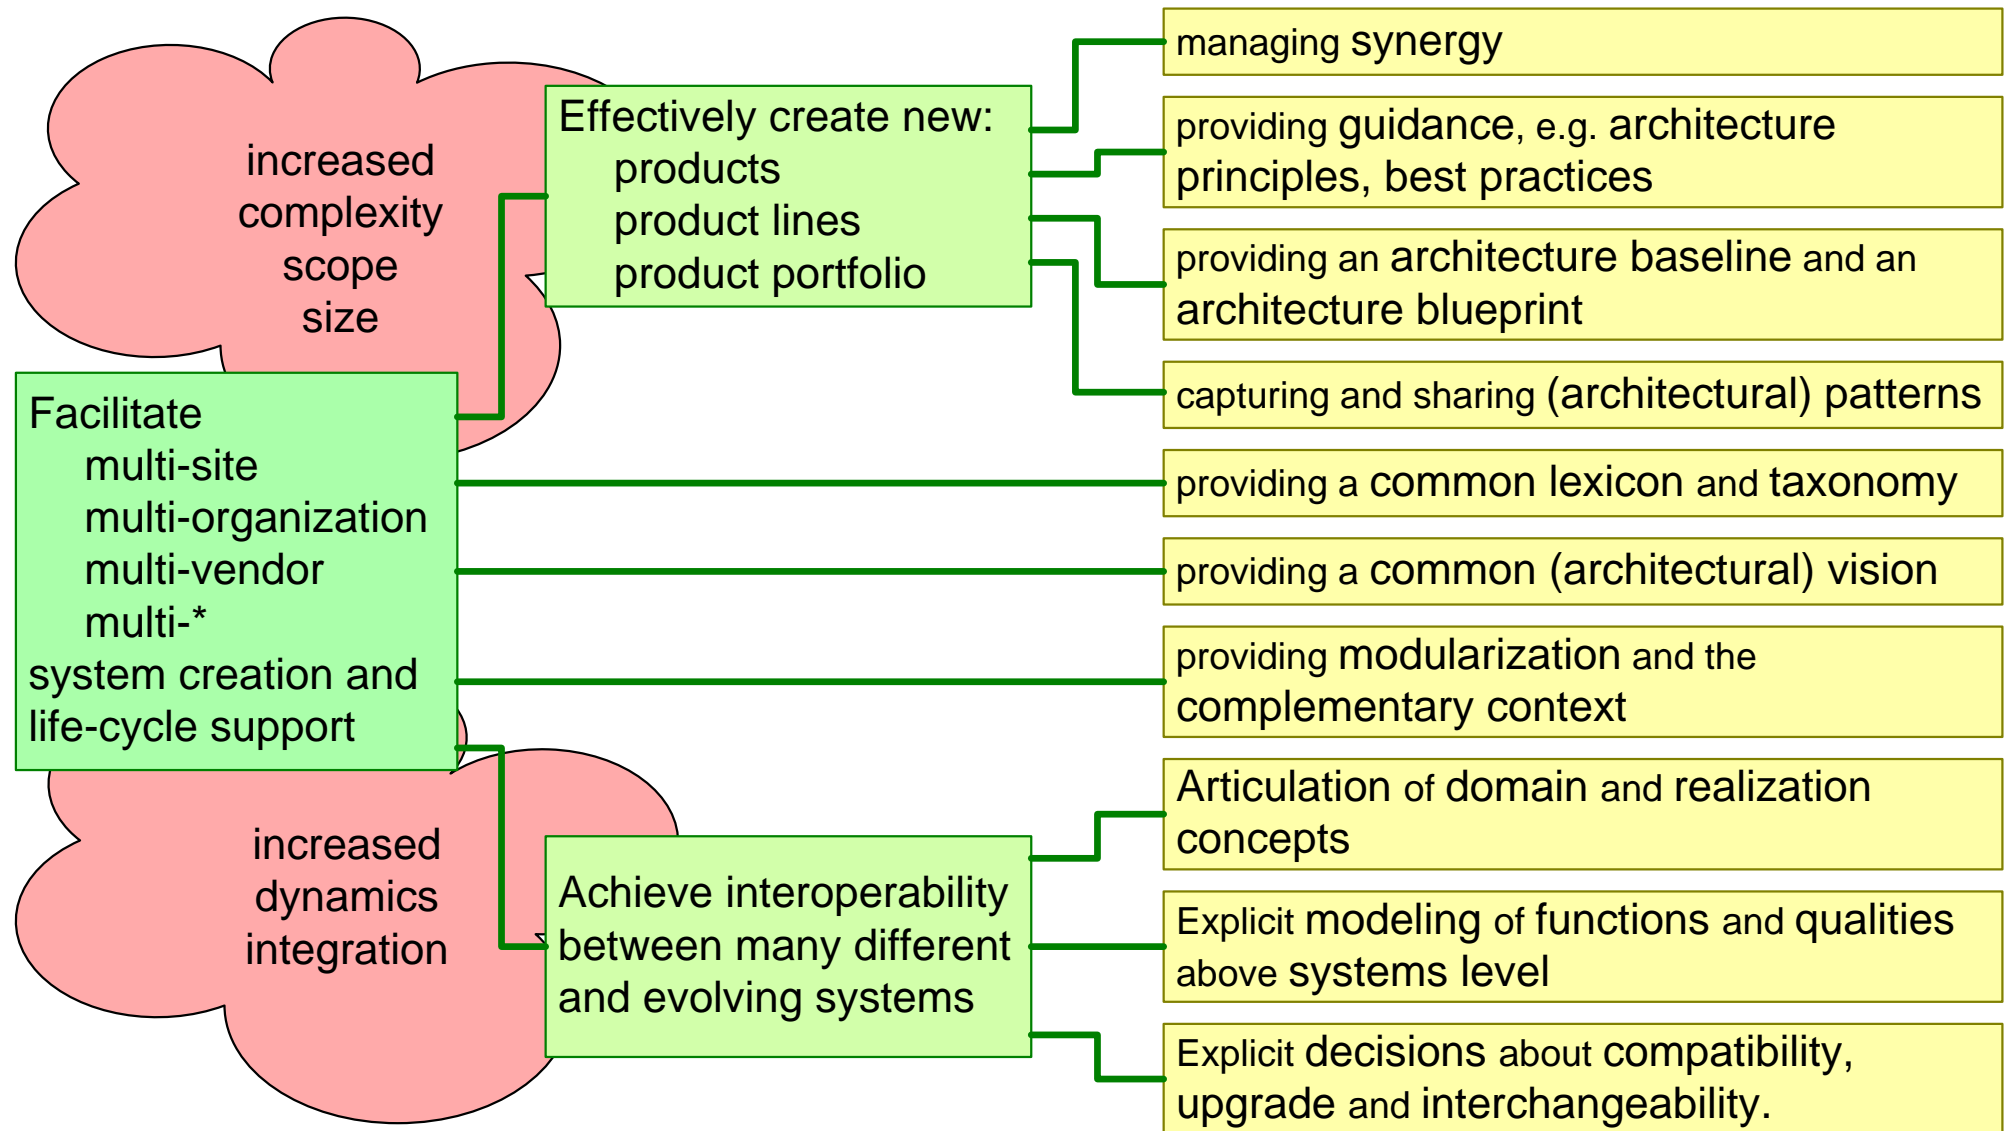 increased
complexity
scope
size
Facilitate
multi-site
multi-organization
multi-vendor
multi-*
system creation and
life-cycle support
increased
dynamics
integration
Effectively create new:
products
product lines
product portfolio
Achieve interoperability
between many different
and evolving systems
managing synergy
providing guidance, e.g. architecture
principles, best practices
providing an architecture baseline and an
architecture blueprint
capturing and sharing (architectural) patterns
providing a common lexicon and taxonomy
providing a common (architectural) vision
providing modularization and the
complementary context
Articulation of domain and realization
concepts
Explicit modeling of functions and qualities
above systems level
Explicit decisions about compatibility,
upgrade and interchangeability.